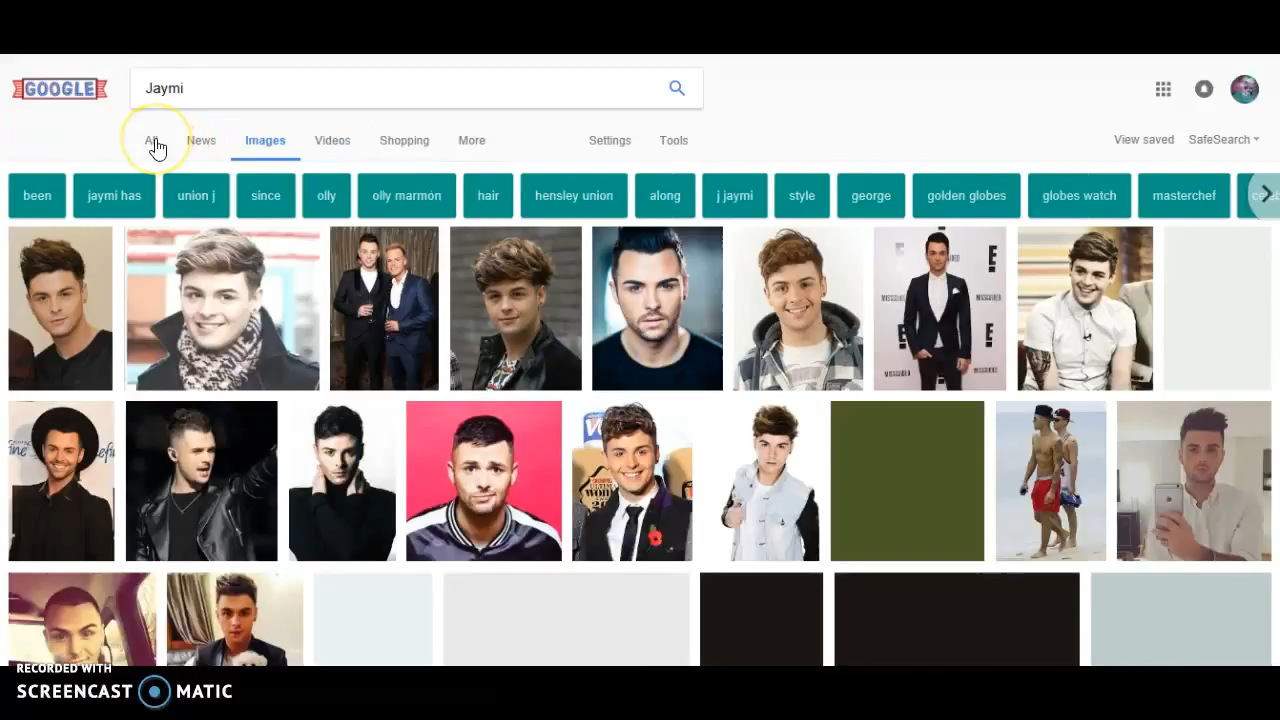 GOOGLE
Jaymi
All News Images Videos Shopping More Settings Tools View saved SafeSearch
been jaymi has union j since olly olly marmon hair hensley union along j jaymi style george golden globes globes watch masterchef
E
MISSGUIDED
E
RECORDED WITH
SCREENCAST MATIC